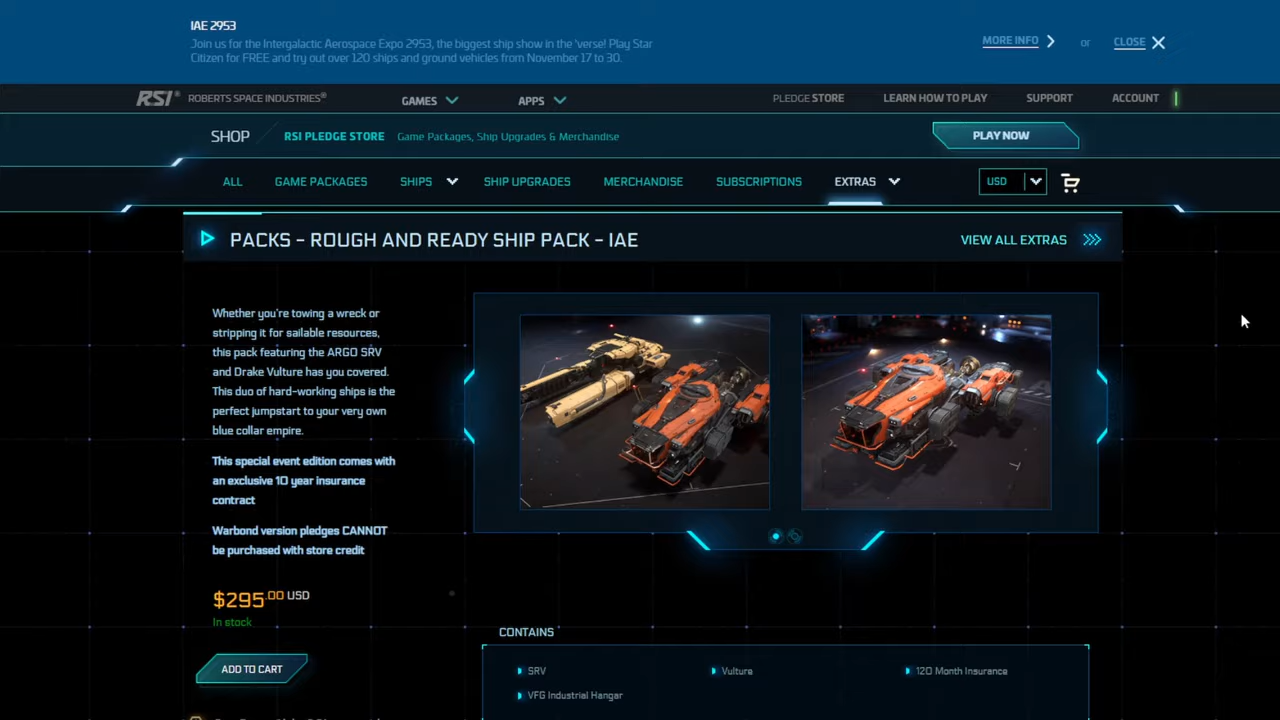 IAE 2953
Join us for the Intergalactic Aerospace Expo 2953, the biggest ship show in the 'verse! Play Star
Citizen for FREE and try out over 120 ships and ground vehicles from November 17 to 30.
MORE INFO
or
CLOSE
RSI® ROBERTS SPACE INDUSTRIES®
GAMES
APPS
PLEDGE STORE
LEARN HOW TO PLAY
SUPPORT
ACCOUNT
SHOP
RSI PLEDGE STORE
Game Packages, Ship Upgrades & Merchandise
PLAY NOW
ALL
GAME PACKAGES
SHIPS
SHIP UPGRADES
MERCHANDISE
SUBSCRIPTIONS
EXTRAS
USD
PACKS - ROUGH AND READY SHIP PACK - IAE
VIEW ALL EXTRAS
Whether you're towing a wreck or
stripping it for sailable resources,
this pack featuring the ARGO SRV
and Drake Vulture has you covered.
This duo of hard-working ships is the
perfect jumpstart to your very own
blue collar empire.
This special event edition comes with
an exclusive 10 year insurance
contract
Warbond version pledges CANNOT
be purchased with store credit
$295.00 USD
In stock
ADD TO CART
CONTAINS
SRV
Vulture
120 Month Insurance
VFG Industrial Hangar